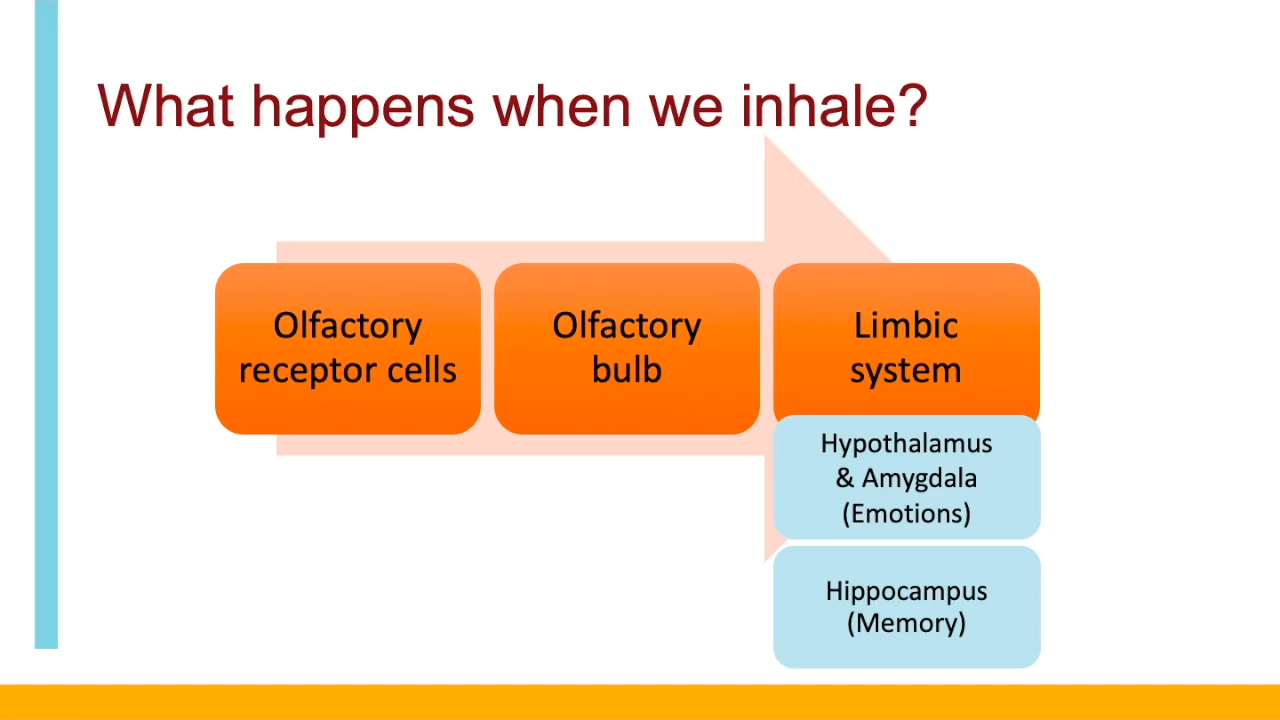 What happens when we inhale?
Olfactory
receptor cells
Olfactory
bulb
Limbic
system
Hypothalamus
& Amygdala
(Emotions)
Hippocampus
(Memory)